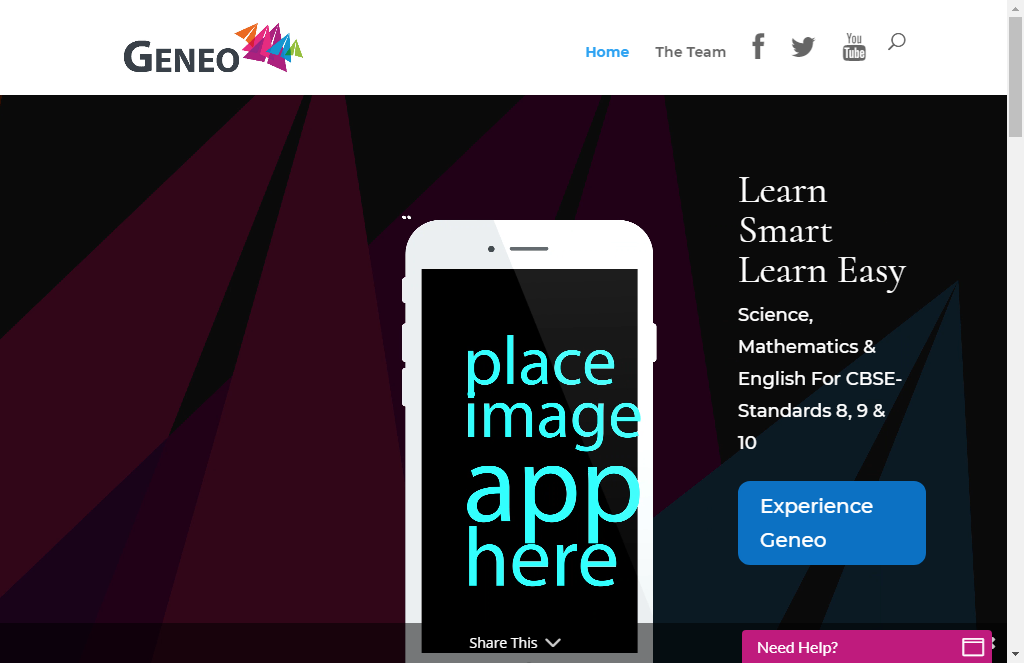 GENEO
Home
The Team
You
Tube
Learn
Smart
Learn Easy
Science,
Mathematics &
English For CBSE-
Standards 8, 9 &
10
Experience
Geneo
place
image
app
here
Share This
Need Help?